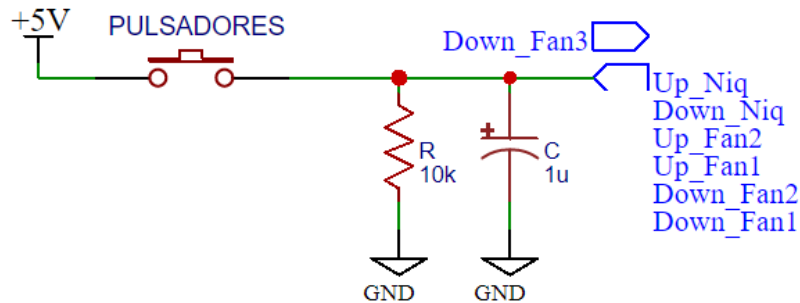 +5V
PULSADORES
Down_Fan3
Up_Niq
Down_Niq
Up_Fan2
Up_Fan1
Down_Fan2
Down_Fan1
R
10k
+
C
1u
GND
GND